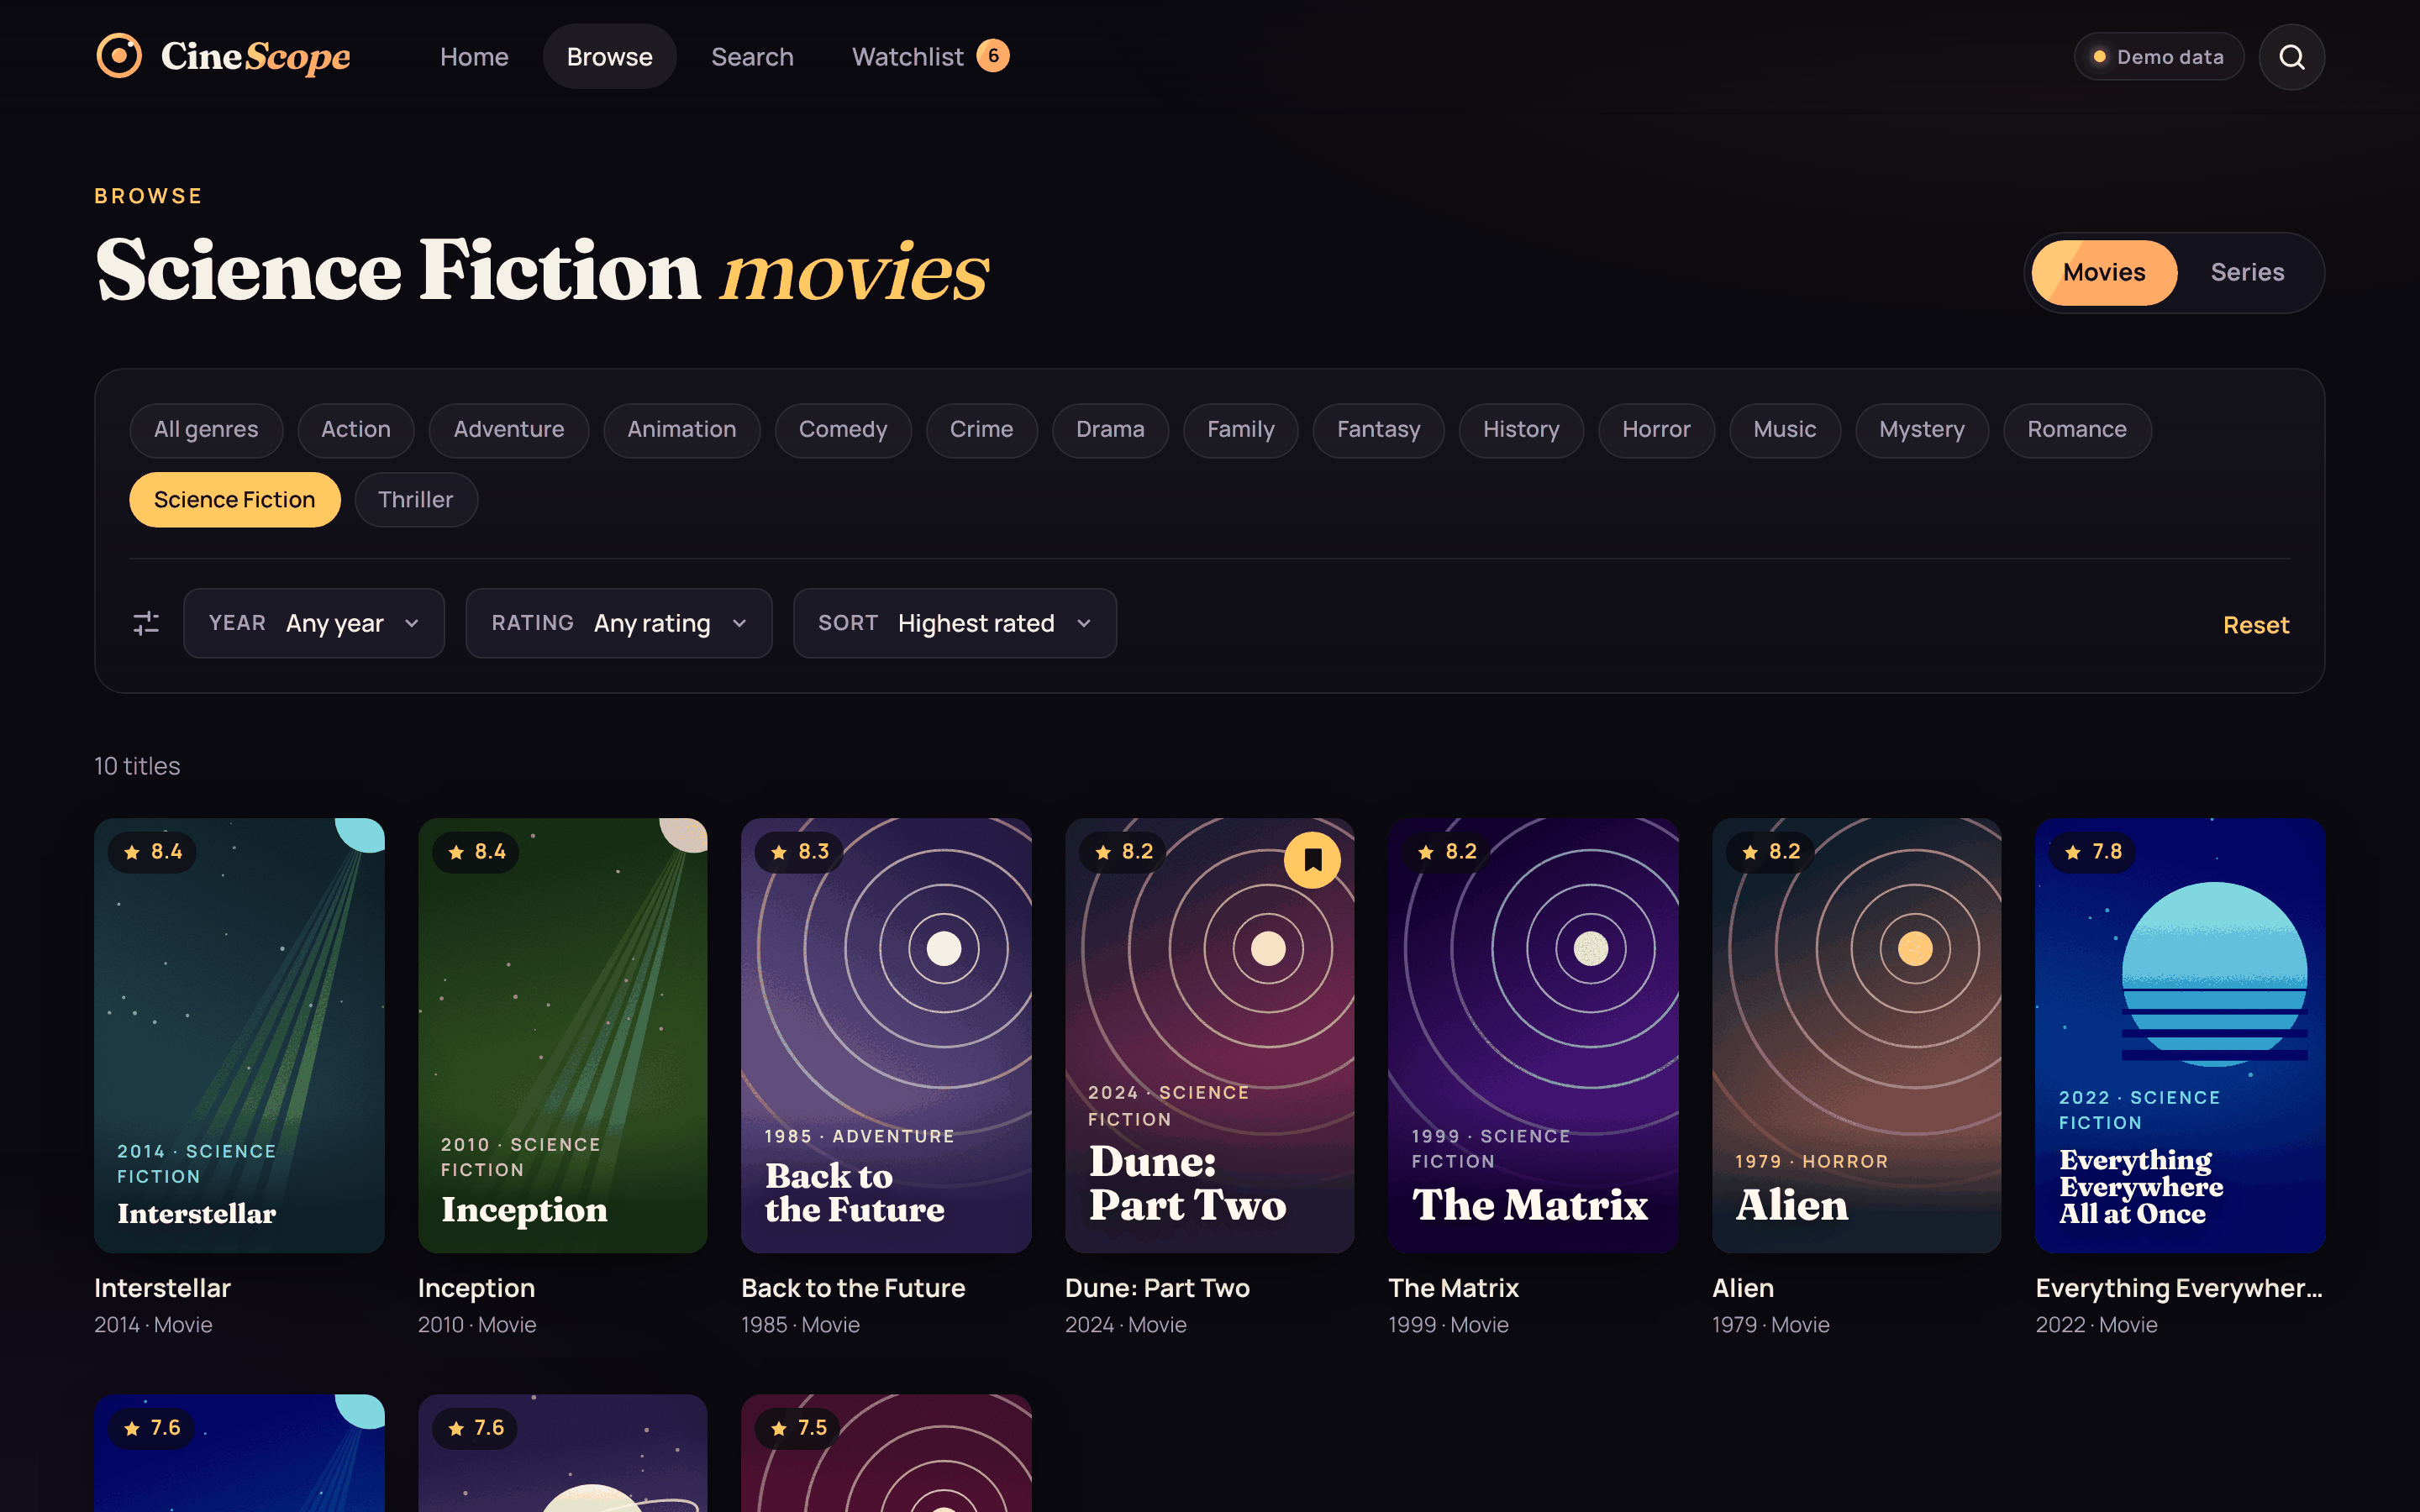 CineScope
Home
Browse
Search
Watchlist 6
Demo data
BROWSE
Science Fiction movies
Movies
Series
All genres
Action
Adventure
Animation
Comedy
Crime
Drama
Family
Fantasy
History
Horror
Music
Mystery
Romance
Science Fiction
Thriller
YEAR Any year
RATING Any rating
SORT Highest rated
Reset
10 titles
8.4
2014 · SCIENCE
FICTION
Interstellar
Interstellar
2014 · Movie
8.4
2010 · SCIENCE
FICTION
Inception
Inception
2010 · Movie
8.3
1985 · ADVENTURE
Back to
the Future
Back to the Future
1985 · Movie
8.2
2024 · SCIENCE
FICTION
Dune:
Part Two
Dune: Part Two
2024 · Movie
8.2
1999 · SCIENCE
FICTION
The Matrix
The Matrix
1999 · Movie
8.2
1979 · HORROR
Alien
Alien
1979 · Movie
7.8
2022 · SCIENCE
FICTION
Everything
Everywhere
All at Once
Everything Everywher...
2022 · Movie
7.6
7.6
7.5